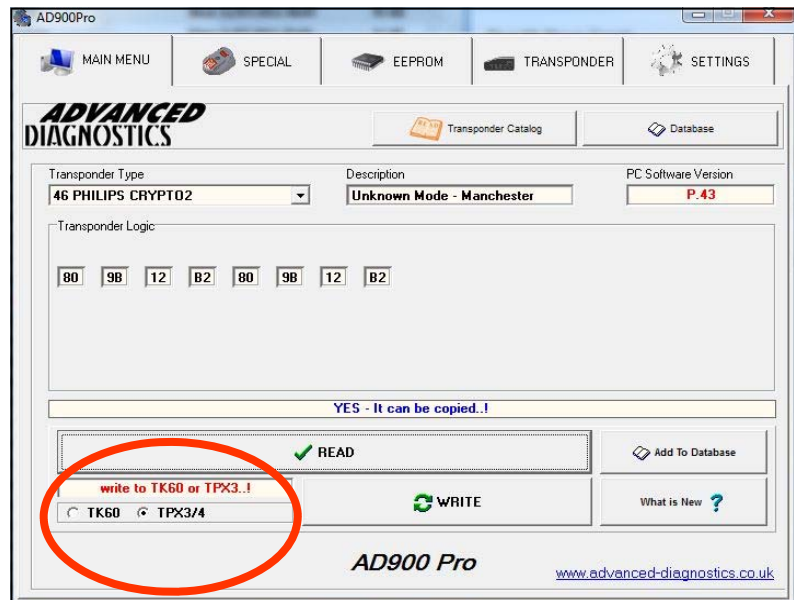 AD900Pro
MAIN MENU
SPECIAL
EEPROM
TRANSPONDER
SETTINGS
ADVANCED
DIAGNOSTICS
Transponder Catalog
Database
Transponder Type
Description
PC Software Version
46 PHILIPS CRYPTO2
Unknown Mode - Manchester
P.43
Transponder Logic
80 9B 12 B2 80 9B 12 B2
YES - It can be copied..!
READ
Add To Database
write to TK60 or TPX3..!
TK60 TPX3/4
WRITE
What is New ?
AD900 Pro
www.advanced-diagnostics.co.uk